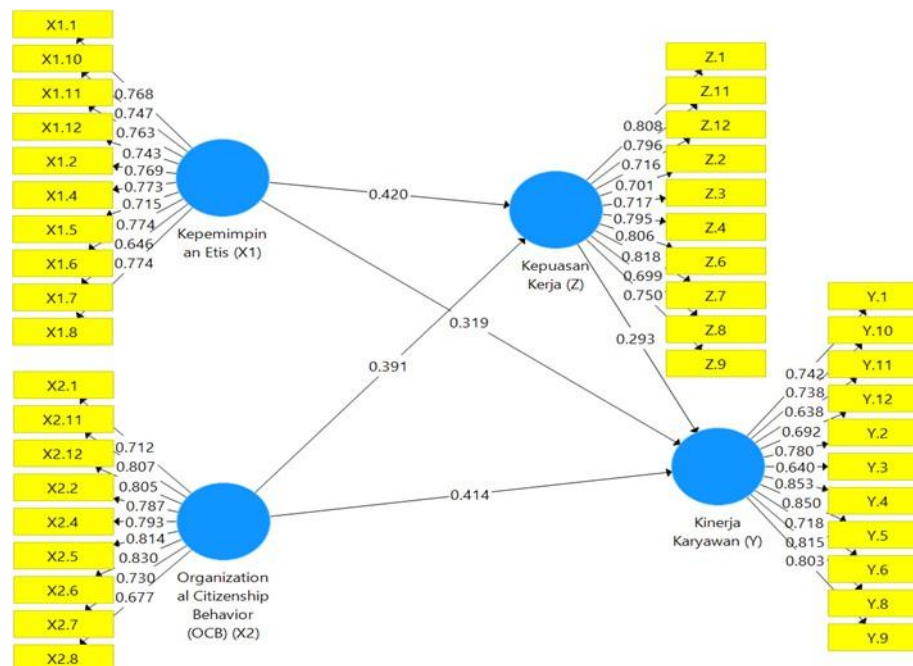 X1.1
X1.10
X1.11
X1.12
X1.2
X1.4
X1.5
X1.6
X1.7
X1.8
0.768
0.747
0.763
0.743
0.769
0.773
0.715
0.774
0.646
0.774
Kepemimpin
an Etis (X1)
X2.1
X2.11
X2.12
X2.2
X2.4
X2.5
X2.6
X2.7
X2.8
0.712
0.807
0.805
0.787
0.793
0.814
0.830
0.730
0.677
Organization
al Citizenship
Behavior
(OCB) (X2)
0.420
0.319
0.391
0.414
0.293
Kepuasan
Kerja (Z)
0.808
0.796
0.716
0.701
0.717
0.795
0.806
0.818
0.699
0.750
Z.1
Z.11
Z.12
Z.2
Z.3
Z.4
Z.6
Z.7
Z.8
Z.9
Kinerja
Karyawan (Y)
0.742
0.738
0.638
0.692
0.780
0.640
0.853
0.850
0.718
0.815
0.803
Y.1
Y.10
Y.11
Y.12
Y.2
Y.3
Y.4
Y.5
Y.6
Y.8
Y.9